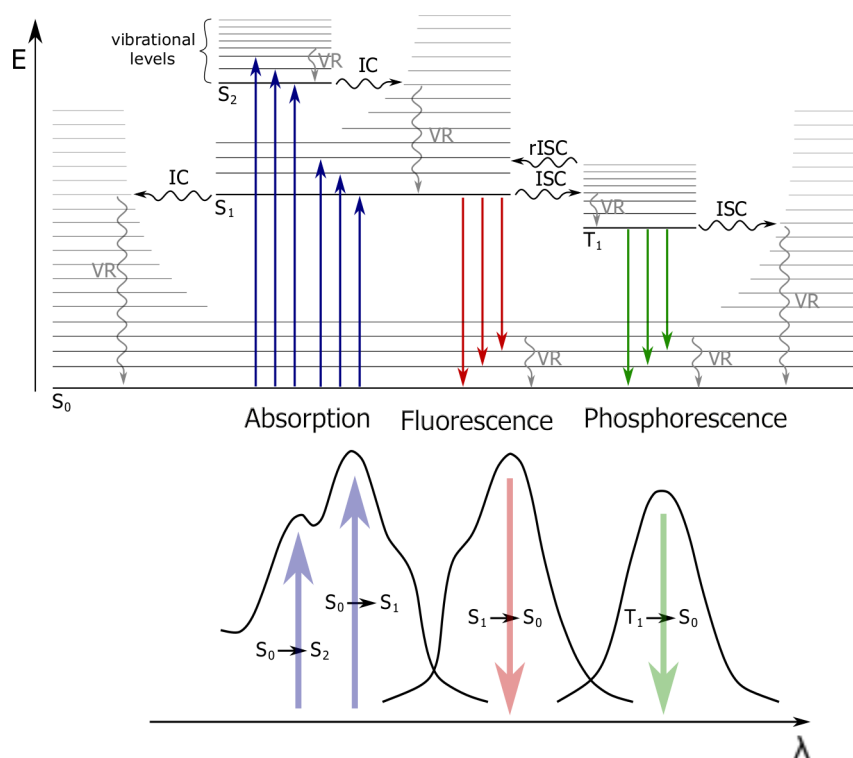 E
vibrational
levels
VR
IC
S₂
VR
rISC
IC
ISC
S₁
VR
ISC
T₁
VR
VR
VR
VR
S₀
Absorption
Fluorescence
Phosphorescence
S₀ → S₁
S₁ → S₀
T₁ → S₀
S₀ → S₂
λ